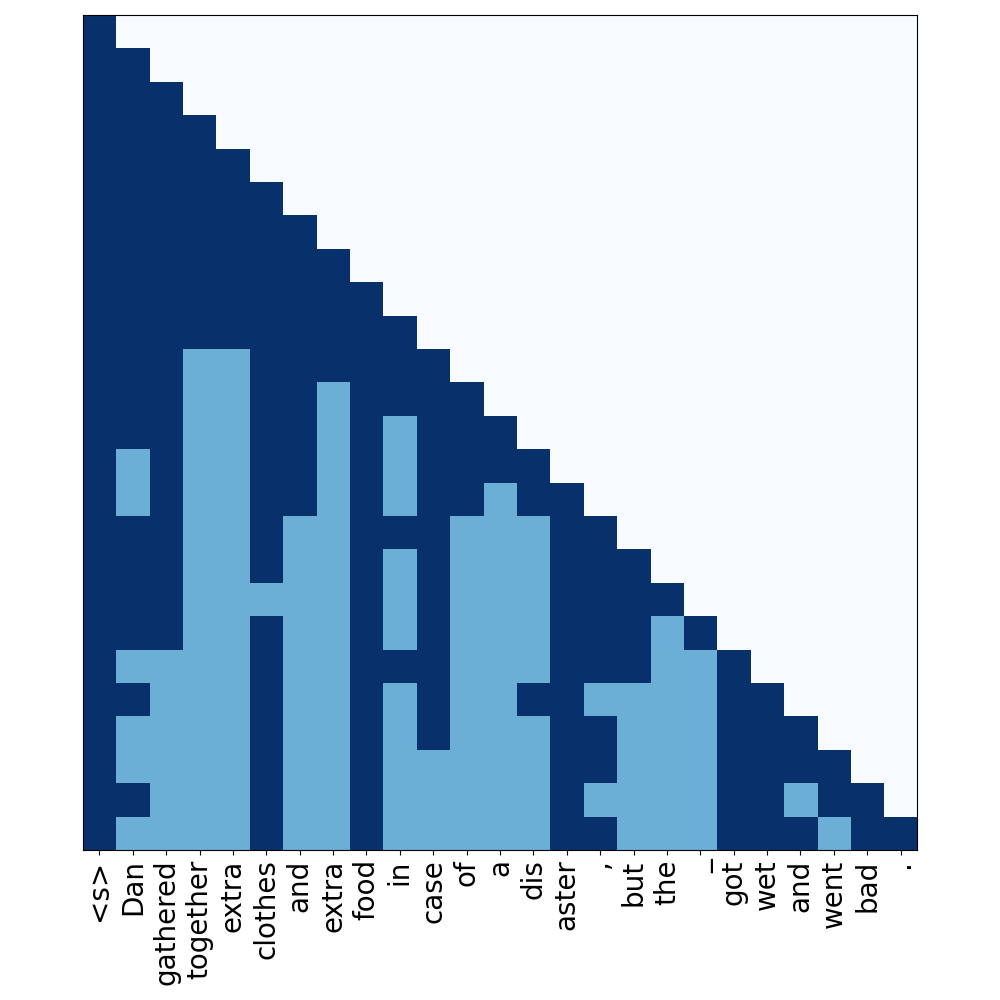 <s> Dan gathered together extra clothes and extra food in case of a dis aster , but the _ got wet and went bad .